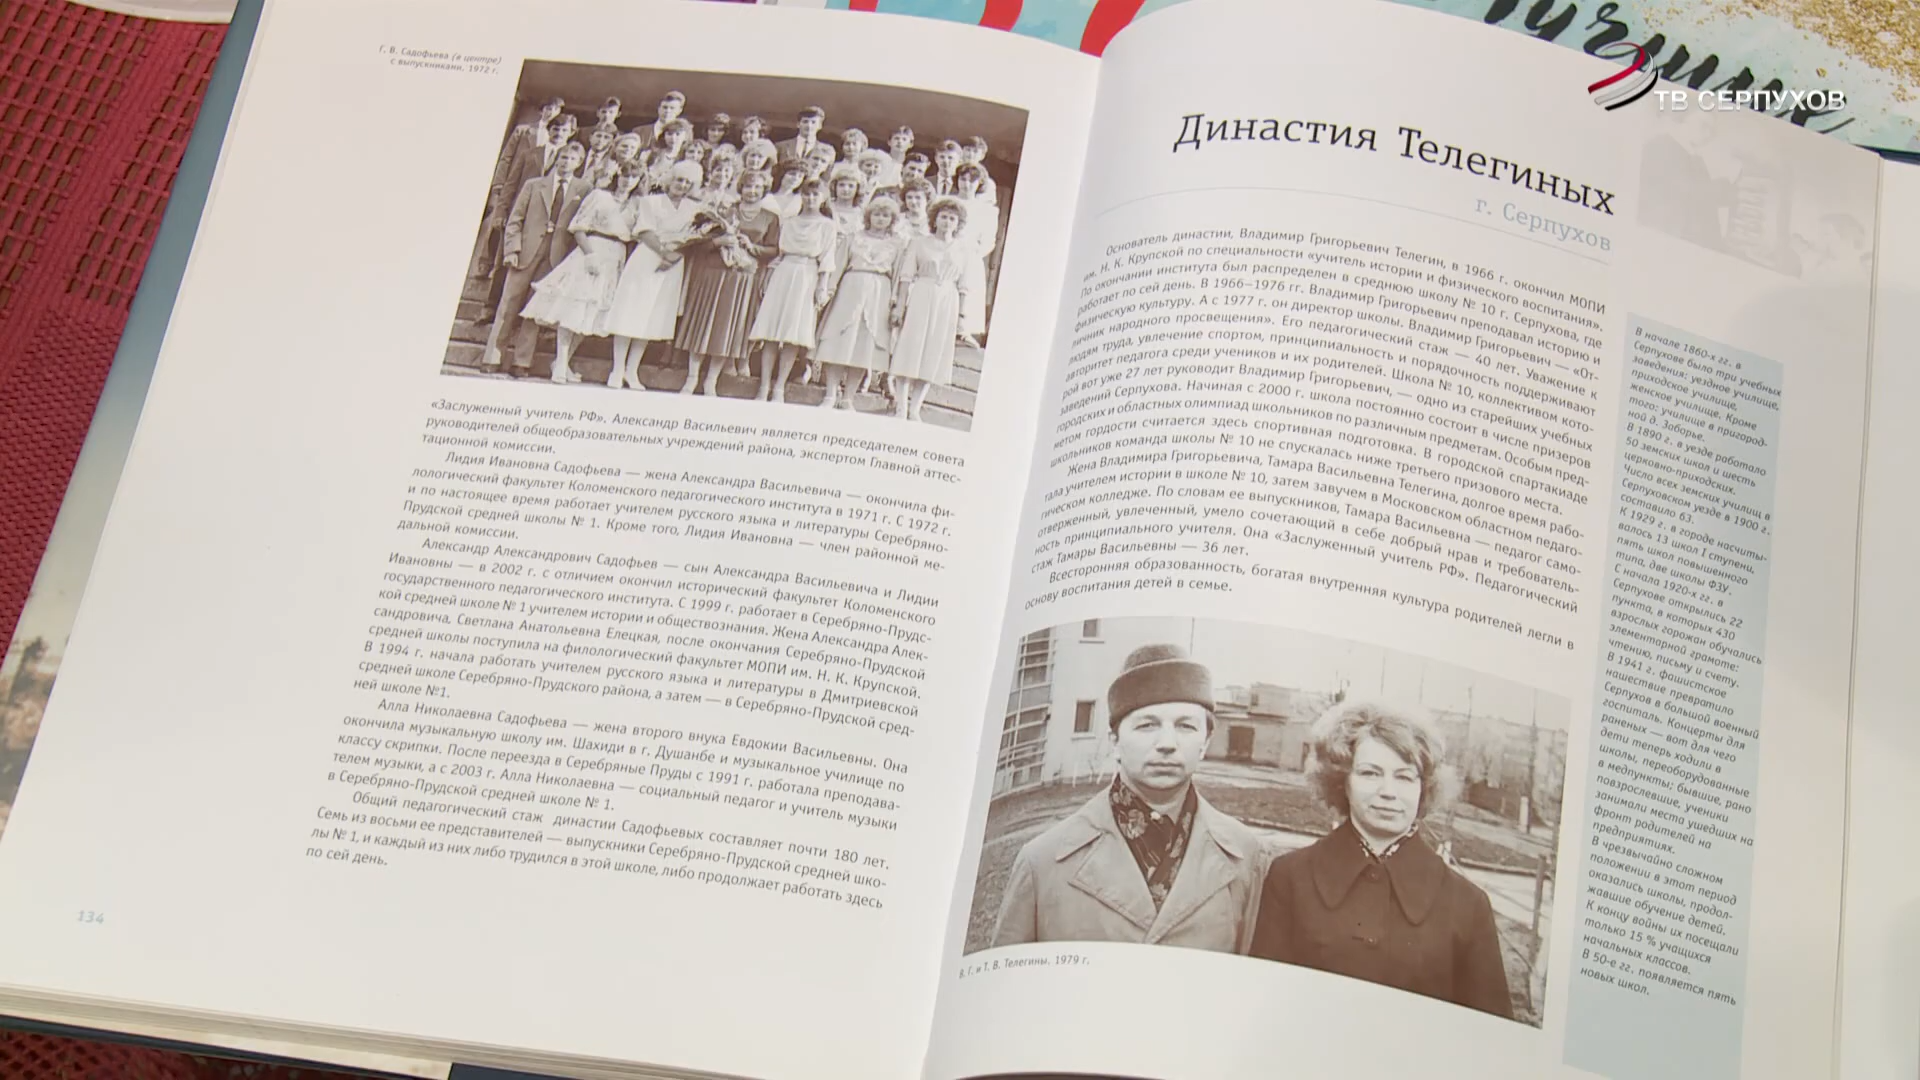 Г. В. Садофьева (в центре)
с выпускниками. 1972 г.
«Заслуженный учитель РФ». Александр Васильевич является председателем совета
руководителей общеобразовательных учреждений района, экспертом Главной аттес-
тационной комиссии.
Лидия Ивановна Садофьева — жена Александра Васильевича — окончила фи-
лологический факультет Коломенского педагогического института в 1971 г. С 1972 г.
и по настоящее время работает учителем русского языка и литературы Серебряно-
Прудской средней школы № 1. Кроме того, Лидия Ивановна — член районной ме-
дальной комиссии.
Александр Александрович Садофьев — сын Александра Васильевича и Лидии
Ивановны — в 2002 г. с отличием окончил исторический факультет Коломенского
государственного педагогического института. С 1999 г. работает в Серебряно-Прудс-
кой средней школе № 1 учителем истории и обществознания. Жена Александра Алек-
сандровича, Светлана Анатольевна Елецкая, после окончания Серебряно-Прудской
средней школы поступила на филологический факультет МОПИ им. Н. К. Крупской.
В 1994 г. начала работать учителем русского языка и литературы в Дмитриевской
средней школе Серебряно-Прудского района, а затем — в Серебряно-Прудской сред-
ней школе №1.
Алла Николаевна Садофьева — жена второго внука Евдокии Васильевны. Она
окончила музыкальную школу им. Шахиди в г. Душанбе и музыкальное училище по
классу скрипки. После переезда в Серебряные Пруды с 1991 г. работала преподава-
телем музыки, а с 2003 г. Алла Николаевна — социальный педагог и учитель музыки
в Серебряно-Прудской средней школе № 1.
Общий педагогический стаж династии Садофьевых составляет почти 180 лет.
Семь из восьми ее представителей — выпускники Серебряно-Прудской средней шко-
лы № 1, и каждый из них либо трудился в этой школе, либо продолжает работать здесь
по сей день.
134
ТВ СЕРПУХОВ
Династия Телегиных
г. Серпухов
Основатель династии, Владимир Григорьевич Телегин, в 1966 г. окончил МОПИ
им. Н. К. Крупской по специальности «учитель истории и физического воспитания».
По окончании института был распределен в среднюю школу № 10 г. Серпухова, где
работает по сей день. В 1966–1976 гг. Владимир Григорьевич преподавал историю и
физическую культуру. А с 1977 г. он директор школы. Владимир Григорьевич — «От-
личник народного просвещения». Его педагогический стаж — 40 лет. Уважение к
людям труда, увлечение спортом, принципиальность и порядочность поддерживают
авторитет педагога среди учеников и их родителей. Школа № 10, коллективом кото-
рой вот уже 27 лет руководит Владимир Григорьевич, — одно из старейших учебных
заведений Серпухова. Начиная с 2000 г. школа постоянно состоит в числе призеров
городских и областных олимпиад школьников по различным предметам. Особым пред-
метом гордости считается здесь спортивная подготовка. В городской спартакиаде
школьников команда школы № 10 не спускалась ниже третьего призового места.
Жена Владимира Григорьевича, Тамара Васильевна Телегина, долгое время рабо-
тала учителем истории в школе № 10, затем завучем в Московском областном педаго-
гическом колледже. По словам ее выпускников, Тамара Васильевна — педагог само-
отверженный, увлеченный, умело сочетающий в себе добрый нрав и требователь-
ность принципиального учителя. Она «Заслуженный учитель РФ». Педагогический
стаж Тамары Васильевны — 36 лет.
Всесторонняя образованность, богатая внутренняя культура родителей легли в
основу воспитания детей в семье.
В. Г. и Т. В. Телегины. 1979 г.
В начале 1860-х гг. в
Серпухове было три учебных
заведения: уездное училище,
приходское училище,
женское училище. Кроме
того: училище в пригород-
ной д. Заборье.
В 1890 г. в уезде работало
50 земских школ и шесть
церковно-приходских.
Число всех земских училищ в
Серпуховском уезде в 1900 г.
составило 63.
К 1929 г. в городе насчиты-
валось 13 школ I ступени,
пять школ повышенного
типа, две школы ФЗУ.
С начала 1920-х гг. в
Серпухове открылись 22
пункта, в которых 430
взрослых горожан обучались
элементарной грамоте:
чтению, письму и счету.
В 1941 г. фашистское
нашествие превратило
Серпухов в большой военный
госпиталь. Концерты для
раненых — вот для чего
дети теперь ходили в
школы, переоборудованные
в медпункты; бывшие, рано
повзрослевшие, ученики
занимали места ушедших на
фронт родителей на
предприятиях.
В чрезвычайно сложном
положении в этот период
оказались школы, продол-
жавшие обучение детей.
К концу войны их посещали
только 15 % учащихся
начальных классов.
В 50-е гг. появляется пять
новых школ.